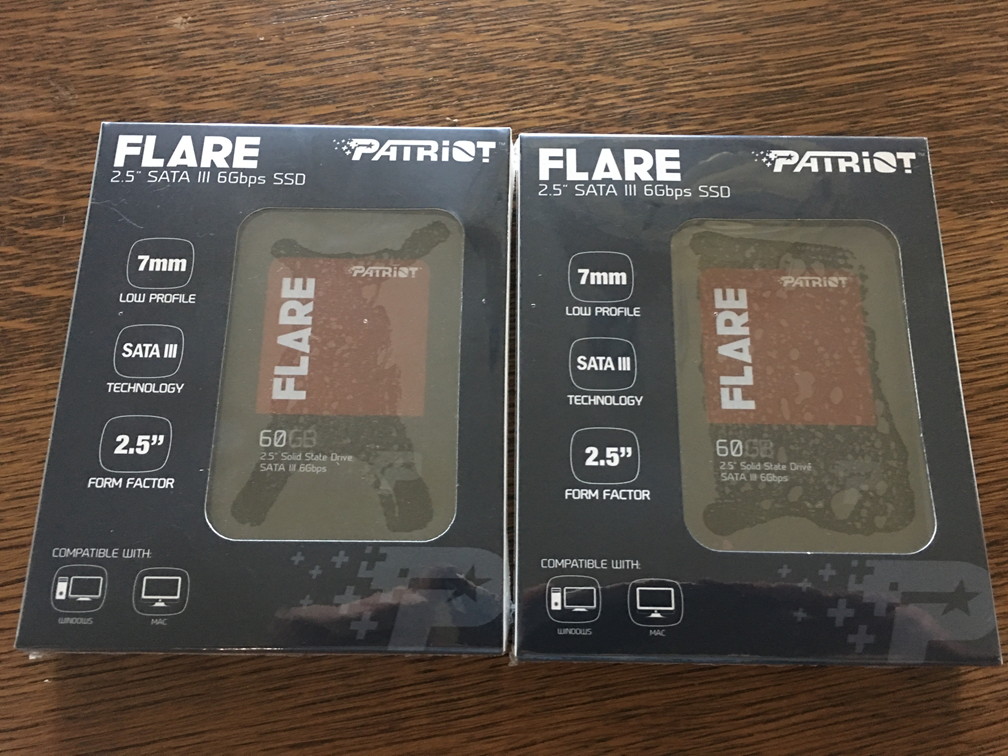 FLARE
PATRiOT
2.5" SATA III 6Gbps SSD
7mm
LOW PROFILE
SATA III
TECHNOLOGY
2.5"
FORM FACTOR
PATRiOT
FLARE
60GB
2.5" Solid State Drive
SATA III 6Gbps
COMPATIBLE WITH:
WINDOWS
MAC
P
FLARE
PATRiOT
2.5" SATA III 6Gbps SSD
7mm
LOW PROFILE
SATA III
TECHNOLOGY
2.5"
FORM FACTOR
PATRiOT
FLARE
60GB
2.5" Solid State Drive
SATA III 6Gbps
COMPATIBLE WITH:
WINDOWS
MAC
P